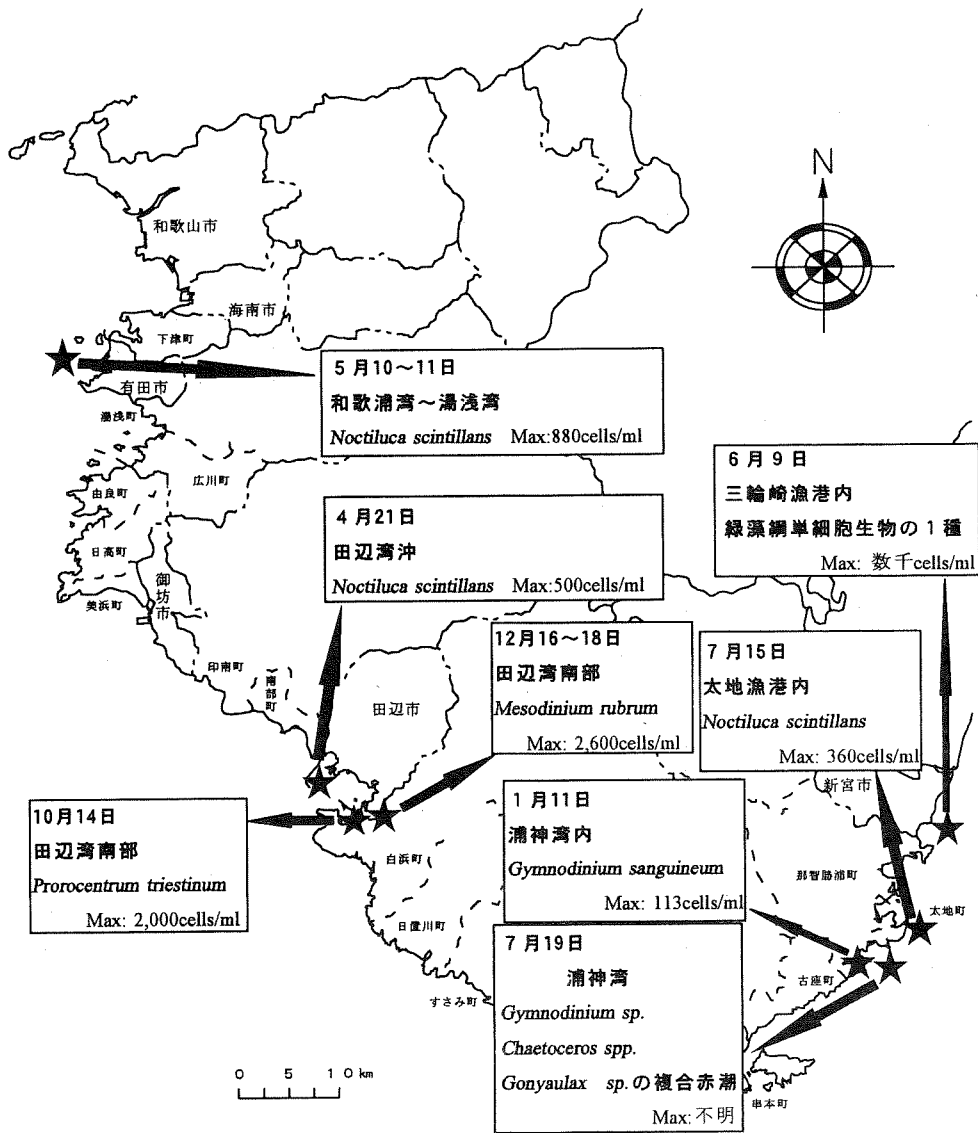 N
和歌山市
海南市
下津町
有田市
湯浅町
広川町
由良町
日高町
御坊市
美浜町
印南町
南部町
田辺市
白浜町
日置川町
すさみ町
新宮市
那智勝浦町
太地町
古座町
串本町
5月10～11日
和歌浦湾～湯浅湾
Noctiluca scintillans Max:880cells/ml
4月21日
田辺湾沖
Noctiluca scintillans Max:500cells/ml
6月9日
三輪崎漁港内
緑藻綱単細胞生物の1種
Max: 数千cells/ml
12月16～18日
田辺湾南部
Mesodinium rubrum
Max: 2,600cells/ml
7月15日
太地漁港内
Noctiluca scintillans
Max: 360cells/ml
10月14日
田辺湾南部
Prorocentrum triestinum
Max: 2,000cells/ml
1月11日
浦神湾内
Gymnodinium sanguineum
Max: 113cells/ml
7月19日
浦神湾
Gymnodinium sp.
Chaetoceros spp.
Gonyaulax sp.の複合赤潮
Max:不明
0 5 10km